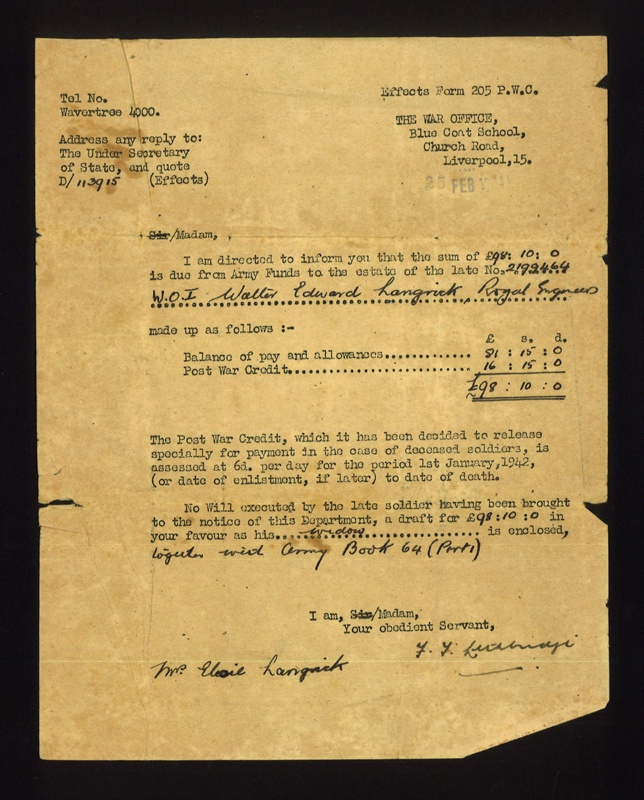 Effects Form 205 P.W.C.
Tel No.
Wavertree 4000.
THE WAR OFFICE,
Blue Coat School,
Church Road,
Liverpool,15.
Address any reply to:
The Under Secretary
of State, and quote
D/113915 (Effects)
25 FEB
Sir/Madam,
I am directed to inform you that the sum of £98:10:0
is due from Army Funds to the estate of the late No.2199464
W.O.I Walter Edward Langrick, Royal Engineers
made up as follows :-
£ s. d.
Balance of pay and allowances.............. 81 : 15 : 0
Post War Credit............................ 16 : 15 : 0
£98 : 10 : 0
The Post War Credit, which it has been decided to release
specially for payment in the case of deceased soldiers, is
assessed at 6d. per day for the period 1st January,1942,
(or date of enlistment, if later) to date of death.
No Will executed by the late soldier having been brought
to the notice of this Department, a draft for £98:10:0 in
your favour as his....widow................ is enclosed,
together with Army Book 64 (Part 1)
I am, Sir/Madam,
Your obedient Servant,
Mrs Elsie Langrick